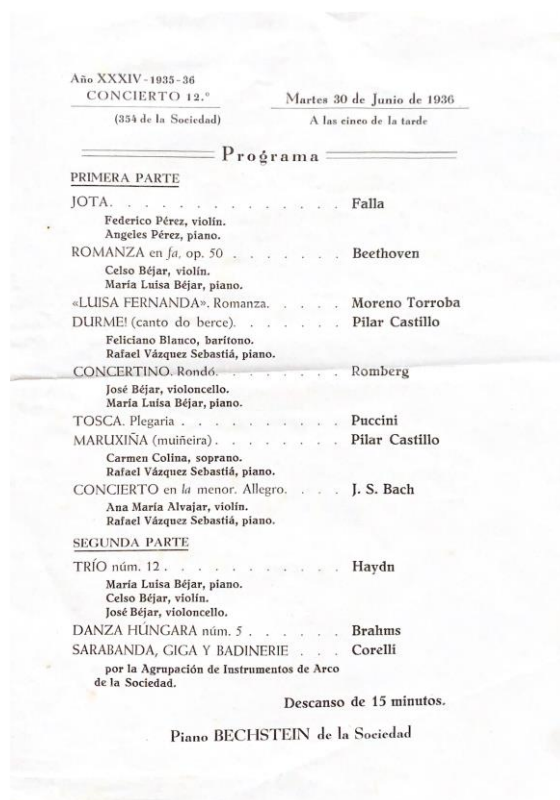 Año XXXIV-1935-36
CONCIERTO 12.º
(354 de la Sociedad)
Martes 30 de Junio de 1936
A las cinco de la tarde
Programa
PRIMERA PARTE
JOTA. . . . . . . . . . . . . . Falla
Federico Pérez, violín.
Angeles Pérez, piano.
ROMANZA en fa, op. 50 . . . . . . . Beethoven
Celso Béjar, violín.
María Luisa Béjar, piano.
«LUISA FERNANDA». Romanza. . . . . Moreno Torroba
DURME! (canto do berce). . . . . . . Pilar Castillo
Feliciano Blanco, barítono.
Rafael Vázquez Sebastiá, piano.
CONCERTINO. Rondó. . . . . . . . Romberg
José Béjar, violoncello.
María Luisa Béjar, piano.
TOSCA. Plegaria . . . . . . . . . . Puccini
MARUXIÑA (muiñeira) . . . . . . . . Pilar Castillo
Carmen Colina, soprano.
Rafael Vázquez Sebastiá, piano.
CONCIERTO en la menor. Allegro. . . . J. S. Bach
Ana María Alvajar, violín.
Rafael Vázquez Sebastiá, piano.
SEGUNDA PARTE
TRÍO núm. 12 . . . . . . . . . . . Haydn
María Luisa Béjar, piano.
Celso Béjar, violín.
José Béjar, violoncello.
DANZA HÚNGARA núm. 5 . . . . . . Brahms
SARABANDA, GIGA Y BADINERIE . . . Corelli
por la Agrupación de Instrumentos de Arco
de la Sociedad.
Descanso de 15 minutos.
Piano BECHSTEIN de la Sociedad